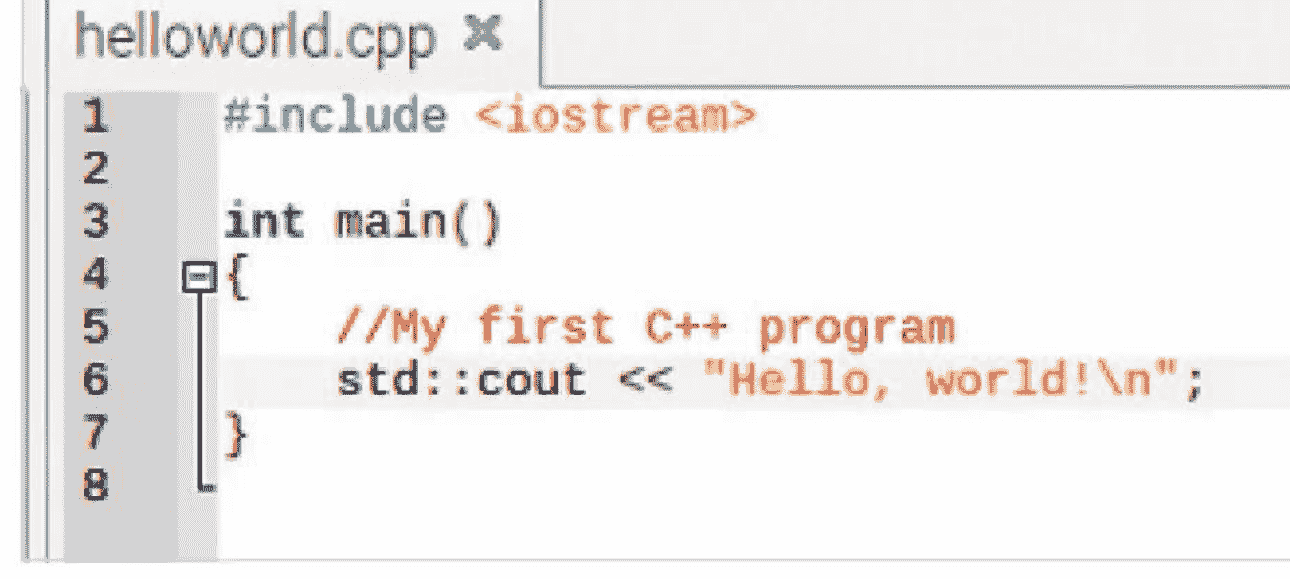 helloworld.cpp ✖
1 #include <iostream>
2
3 int main()
4 {
5     //My first C++ program
6     std::cout << "Hello, world!\n";
7 }
8